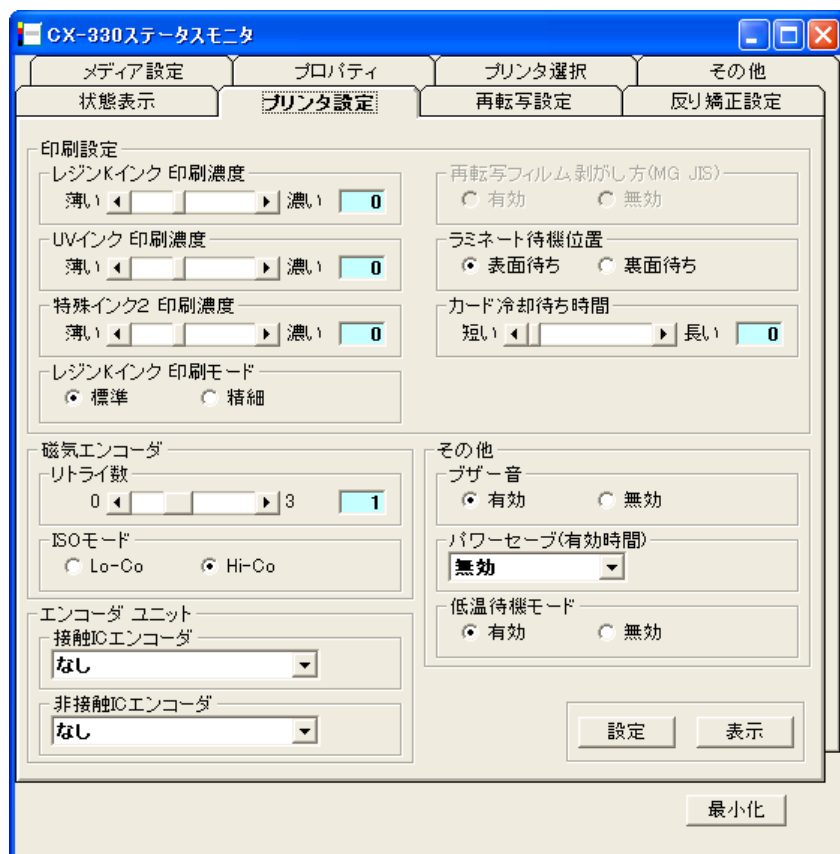 CX-330ステータスモニタ
メディア設定 プロパティ プリンタ選択 その他
状態表示 プリンタ設定 再転写設定 反り矯正設定
印刷設定
レジンKインク 印刷濃度
薄い 濃い 0
UVインク 印刷濃度
薄い 濃い 0
特殊インク2 印刷濃度
薄い 濃い 0
レジンKインク 印刷モード
標準 精細
再転写フィルム剥がし方(MG JIS)
有効 無効
ラミネート待機位置
表面待ち 裏面待ち
カード冷却待ち時間
短い 長い 0
磁気エンコーダ
リトライ数
0 3 1
ISOモード
Lo-Co Hi-Co
エンコーダ ユニット
接触ICエンコーダ
なし
非接触ICエンコーダ
なし
その他
ブザー音
有効 無効
パワーセーブ(有効時間)
無効
低温待機モード
有効 無効
設定 表示
最小化